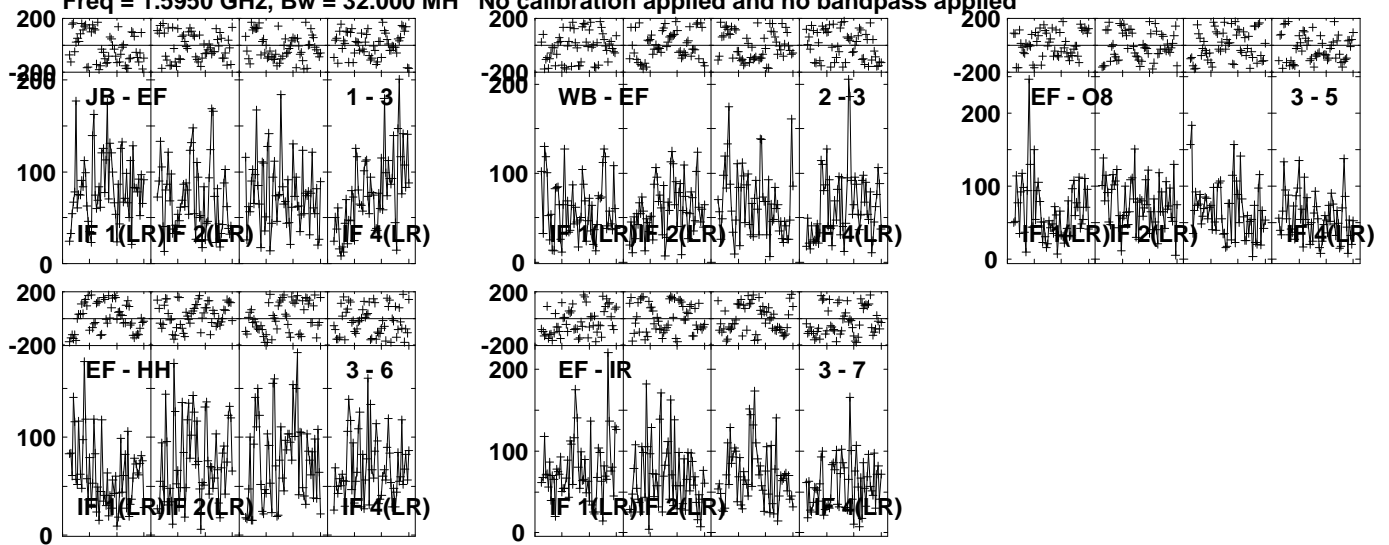 Freq = 1.5950 GHz, Bw = 32.000 MH No calibration applied and no bandpass applied
200
-200
200
JB - EF 1 - 3
100
IF 1(LR) IF 2(LR) IF 4(LR)
0
200
-200
200
WB - EF 2 - 3
100
IF 1(LR) IF 2(LR) IF 4(LR)
0
200
-200
EF - O8 3 - 5
200
100
IF 1(LR) IF 2(LR) IF 4(LR)
0
200
-200
EF - HH 3 - 6
100
IF 1(LR) IF 2(LR) IF 4(LR)
0
200
-200
200
EF - IR 3 - 7
100
IF 1(LR) IF 2(LR) IF 4(LR)
0